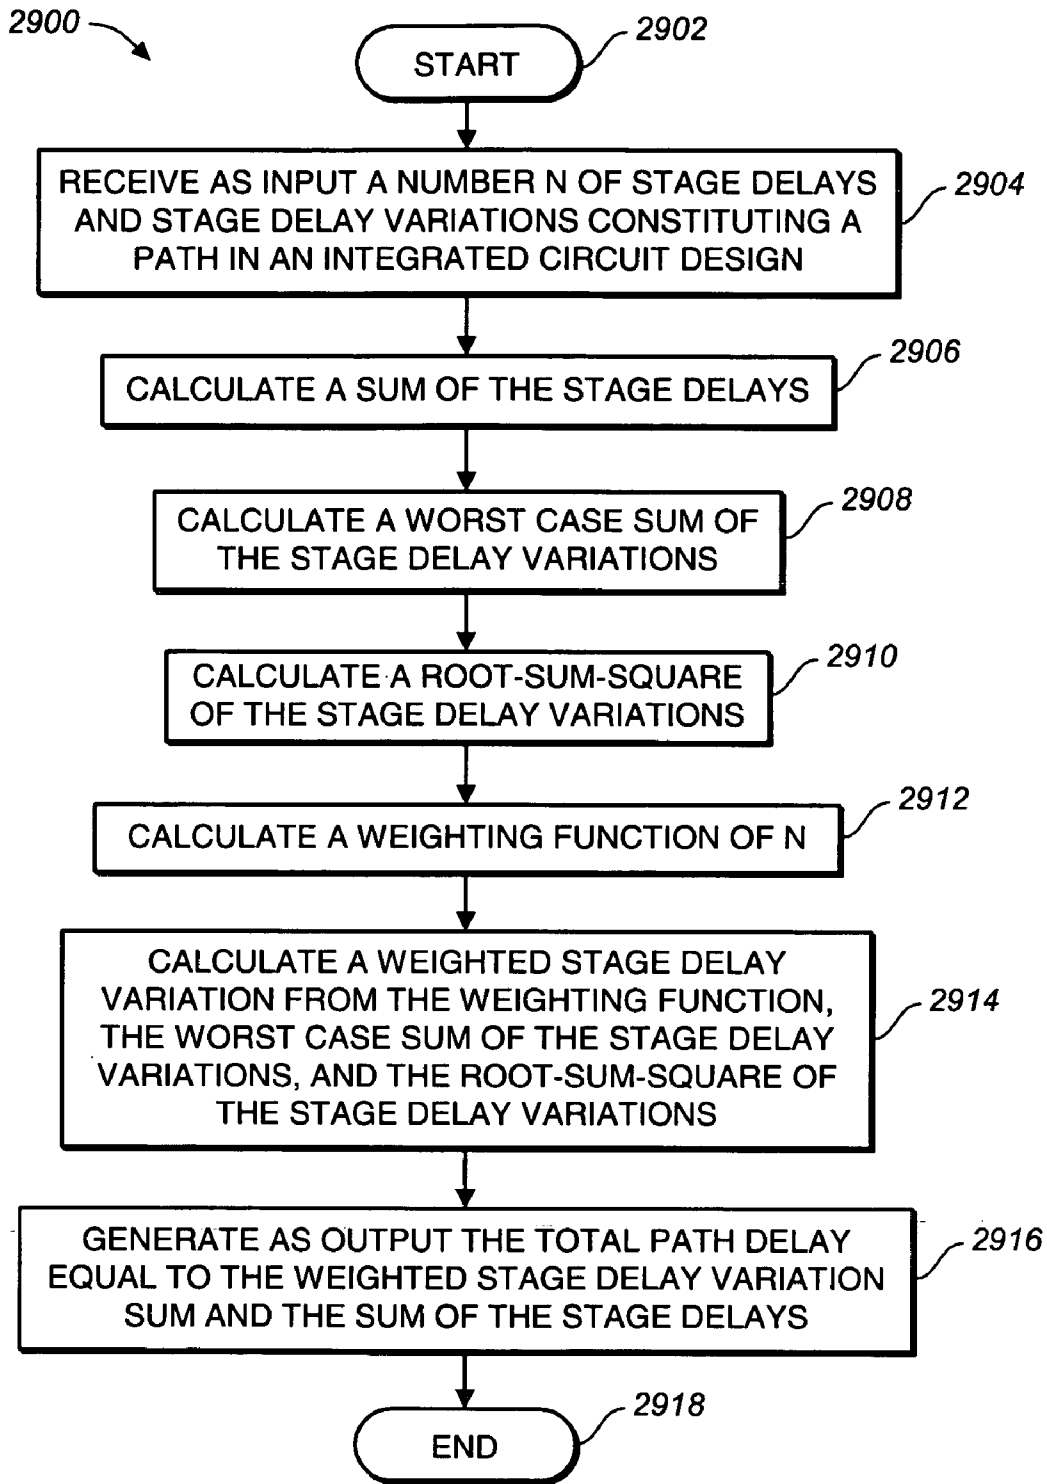 2900
START
2902
RECEIVE AS INPUT A NUMBER N OF STAGE DELAYS
AND STAGE DELAY VARIATIONS CONSTITUTING A
PATH IN AN INTEGRATED CIRCUIT DESIGN
2904
CALCULATE A SUM OF THE STAGE DELAYS
2906
CALCULATE A WORST CASE SUM OF
THE STAGE DELAY VARIATIONS
2908
CALCULATE A ROOT-SUM-SQUARE
OF THE STAGE DELAY VARIATIONS
2910
CALCULATE A WEIGHTING FUNCTION OF N
2912
CALCULATE A WEIGHTED STAGE DELAY
VARIATION FROM THE WEIGHTING FUNCTION,
THE WORST CASE SUM OF THE STAGE DELAY
VARIATIONS, AND THE ROOT-SUM-SQUARE OF
THE STAGE DELAY VARIATIONS
2914
GENERATE AS OUTPUT THE TOTAL PATH DELAY
EQUAL TO THE WEIGHTED STAGE DELAY VARIATION
SUM AND THE SUM OF THE STAGE DELAYS
2916
END
2918